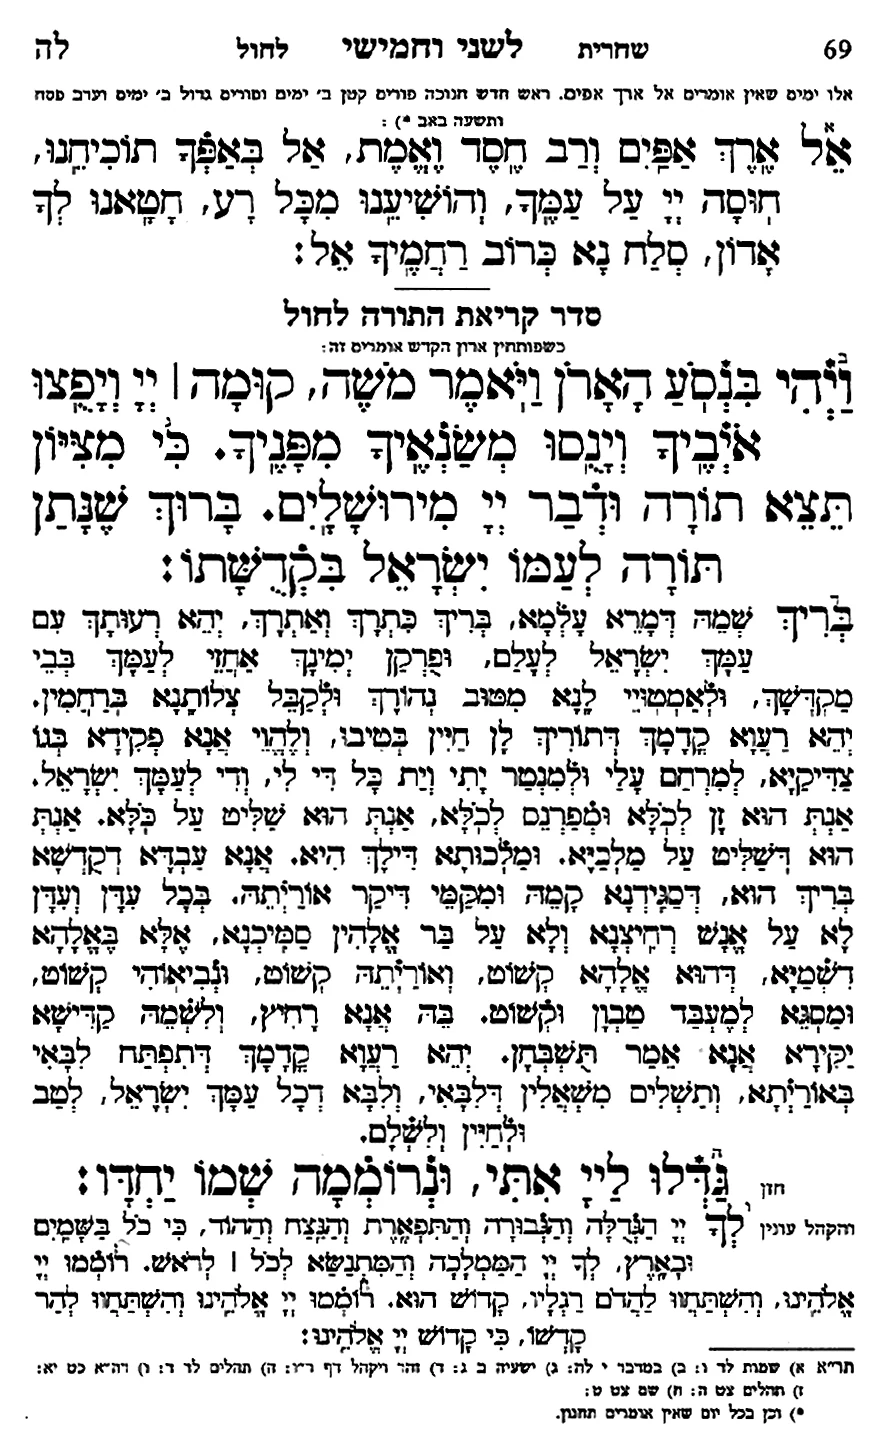 69 שחרית לשני וחמישי לחול לה
אלו ימים שאין אומרים אל ארך אפים. ראש חדש חנוכה פורים קטן ב׳ ימים ופורים גדול ב׳ ימים וערב פסח
ותשעה באב *) :
א
אֵל אֶרֶךְ אַפַּיִם וְרַב חֶסֶד וֶאֱמֶת, אַל בְּאַפְּךָ תוֹכִיחֵנוּ,
חוּסָה יְיָ עַל עַמֶּךָ, וְהוֹשִׁיעֵנוּ מִכָּל רָע, חָטָאנוּ לְךָ
אָדוֹן, סְלַח נָא כְּרוֹב רַחֲמֶיךָ אֵל:
סדר קריאת התורה לחול
כשפותחין ארון הקדש אומרים זה:
ב
וַיְהִי בִּנְסֹעַ הָאָרֹן וַיֹּאמֶר מֹשֶׁה, קוּמָה | יְיָ וְיָפֻצוּ
אֹיְבֶיךָ וְיָנֻסוּ מְשַׂנְאֶיךָ מִפָּנֶיךָ. ג כִּי מִצִּיּוֹן
תֵּצֵא תוֹרָה וּדְבַר יְיָ מִירוּשָׁלָיִם. בָּרוּךְ שֶׁנָּתַן
תּוֹרָה לְעַמּוֹ יִשְׂרָאֵל בִּקְדֻשָּׁתוֹ:
ד
בְּרִיךְ שְׁמֵהּ דְּמָרֵא עָלְמָא, בְּרִיךְ כִּתְרָךְ וְאַתְרָךְ, יְהֵא רְעוּתָךְ עִם
עַמָּךְ יִשְׂרָאֵל לְעָלַם, וּפֻרְקַן יְמִינָךְ אַחֲזֵי לְעַמָּךְ בְּבֵי
מַקְדְּשָׁךְ, וּלְאַמְטוּיֵי לָנָא מִטּוּב נְהוֹרָךְ וּלְקַבֵּל צְלוֹתָנָא בְּרַחֲמִין.
יְהֵא רַעֲוָא קֳדָמָךְ דְּתוֹרִיךְ לָן חַיִּין בְּטִיבוּ, וְלֶהֱוֵי אֲנָא פְקִידָא בְּגוֹ
צַדִּיקַיָּא, לְמִרְחַם עָלַי וּלְמִנְטַר יָתִי וְיַת כָּל דִּי לִי, וְדִי לְעַמָּךְ יִשְׂרָאֵל.
אַנְתְּ הוּא זָן לְכֹלָּא וּמְפַרְנֵס לְכֹלָּא, אַנְתְּ הוּא שַׁלִּיט עַל כֹּלָּא. אַנְתְּ
הוּא דְּשַׁלִּיט עַל מַלְכַיָּא. וּמַלְכוּתָא דִּילָךְ הִיא. אֲנָא עַבְדָּא דְקֻדְשָׁא
בְּרִיךְ הוּא, דְּסַגִידְנָא קַמֵּהּ וּמִקַּמֵּי דִּיקַר אוֹרַיְתֵהּ. בְּכָל עִדָּן וְעִדָּן
לָא עַל אֱנָשׁ רְחִיצְנָא וְלָא עַל בַּר אֱלָהִין סְמִיכְנָא, אֶלָּא בֶּאֱלָהָא
דִשְׁמַיָּא, דְּהוּא אֱלָהָא קְשׁוֹט, וְאוֹרַיְתֵהּ קְשׁוֹט, וּנְבִיאוֹהִי קְשׁוֹט,
וּמַסְגֵּא לְמֶעְבַּד טַבְוָן וּקְשׁוֹט. בֵּהּ אֲנָא רָחִיץ, וְלִשְׁמֵהּ קַדִּישָׁא
יַקִּירָא אֲנָא אֵמַר תֻּשְׁבְּחָן. יְהֵא רַעֲוָא קֳדָמָךְ דְּתִפְתַּח לִבָּאִי
בְּאוֹרַיְתָא, וְתַשְׁלִים מִשְׁאֲלִין דְּלִבָּאִי, וְלִבָּא דְכָל עַמָּךְ יִשְׂרָאֵל, לְטַב
וּלְחַיִּין וְלִשְׁלָם.
ה
חזן גַּדְּלוּ לַייָ אִתִּי, וּנְרוֹמְמָה שְׁמוֹ יַחְדָּו:
והקהל עונין ו לְךָ יְיָ הַגְּדֻלָּה וְהַגְּבוּרָה וְהַתִּפְאֶרֶת וְהַנֵּצַח וְהַהוֹד, כִּי כֹל בַּשָּׁמַיִם
וּבָאָרֶץ, לְךָ יְיָ הַמַּמְלָכָה וְהַמִּתְנַשֵּׂא לְכֹל | לְרֹאשׁ. ז רוֹמְמוּ יְיָ
אֱלֹהֵינוּ, וְהִשְׁתַּחֲווּ לַהֲדֹם רַגְלָיו, קָדוֹשׁ הוּא. ח רוֹמְמוּ יְיָ אֱלֹהֵינוּ וְהִשְׁתַּחֲווּ לְהַר
קָדְשׁוֹ, כִּי קָדוֹשׁ יְיָ אֱלֹהֵינוּ:
תר״א א) שמות לד ו: ב) במדבר י לה: ג) ישעיה ב ג: ד) זהר ויקהל דף ר״ו: ה) תהלים לד ד: ו) דה״א כט יא:
ז) תהלים צט ה: ח) שם צט ט:
*) וכן בכל יום שאין אומרים תחנון.